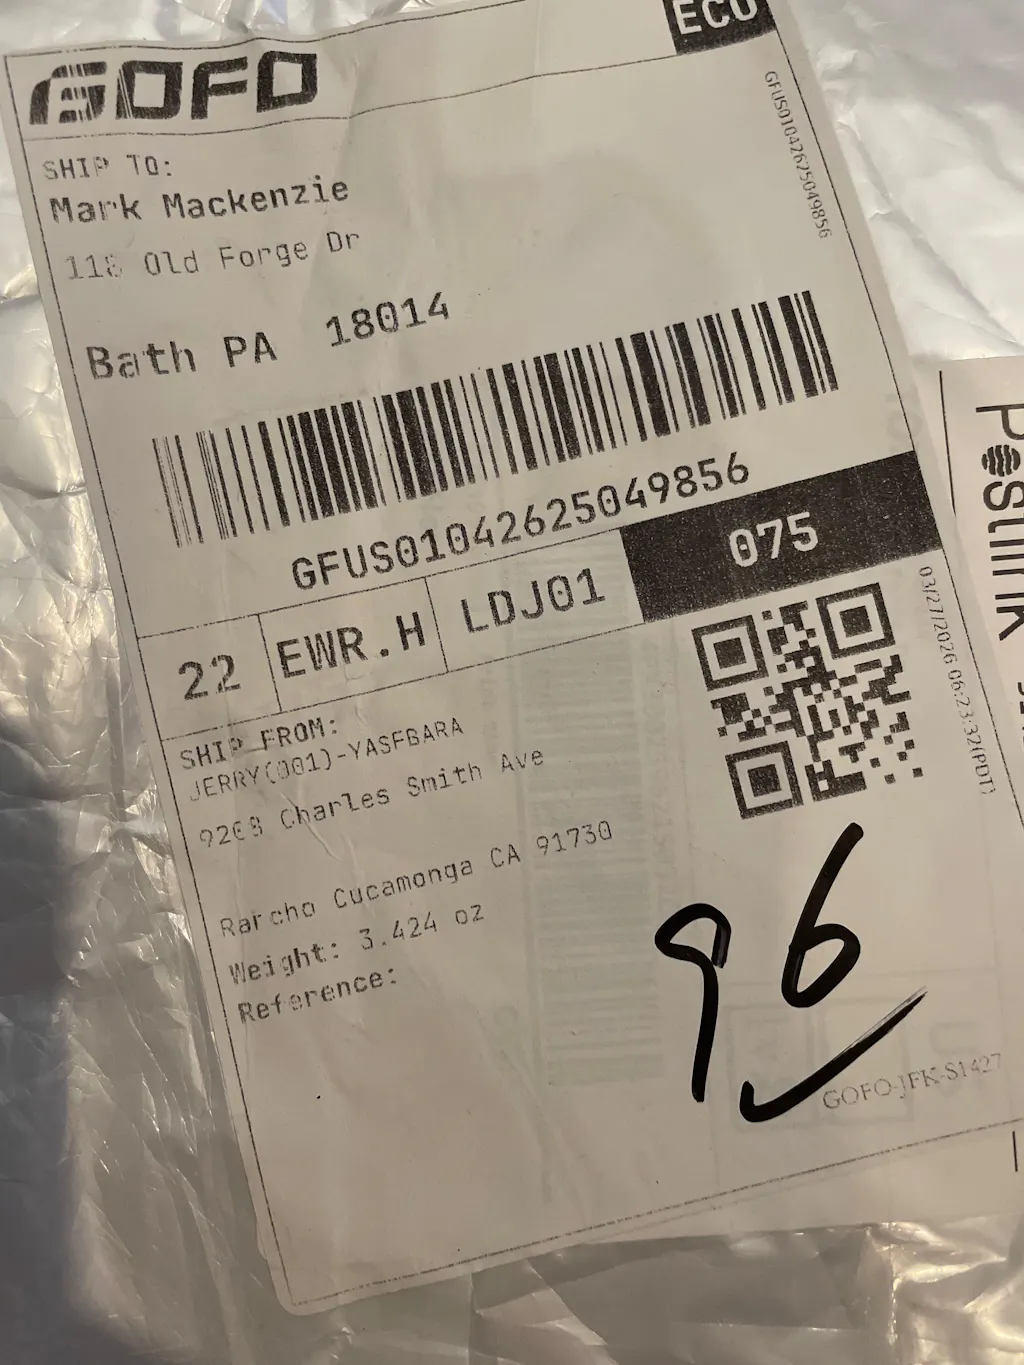 GOFO
ECO
GFUS01042625049856
SHIP TO:
Mark Mackenzie
118 Old Forge Dr
Bath PA 18014
GFUS01042625049856
075
22 EWR.H LDJ01
03/27/2026 06:23:32(PDT)
SHIP FROM:
JERRY(001)-YASFBARA
9208 Charles Smith Ave
Rancho Cucamonga CA 91730
Weight: 3.424 oz
Reference:
96
GOFO-JFK-S1427